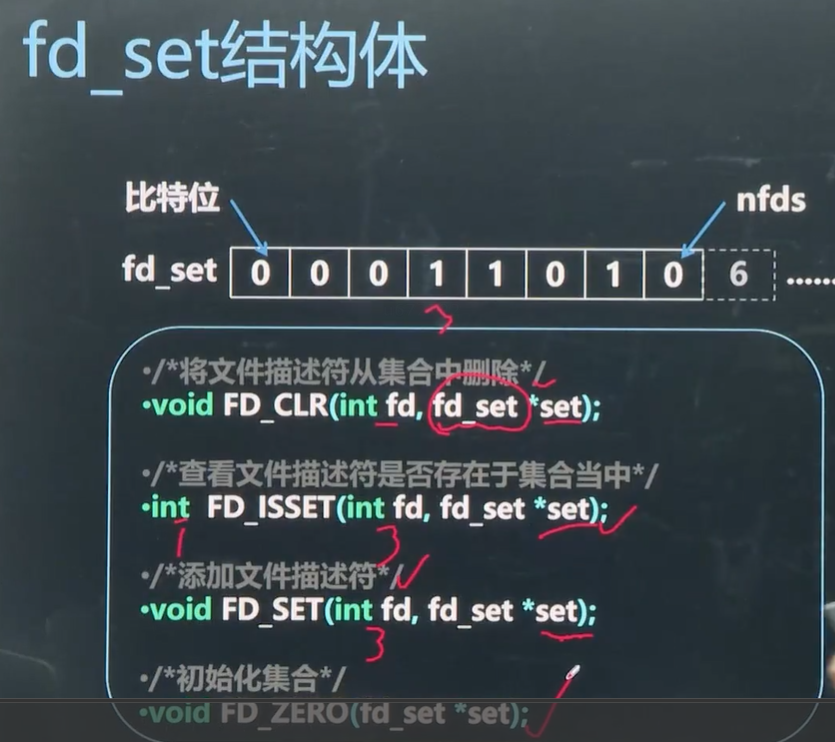 fd_set结构体
比特位
nfds
fd_set 0 0 0 1 1 0 1 0 6 ......
3
•/*将文件描述符从集合中删除*/
•void FD_CLR(int fd, fd_set *set);
•/*查看文件描述符是否存在于集合当中*/
•int FD_ISSET(int fd, fd_set *set);
1 3
•/*添加文件描述符*/
•void FD_SET(int fd, fd_set *set);
3
•/*初始化集合*/
•void FD_ZERO(fd_set *set);